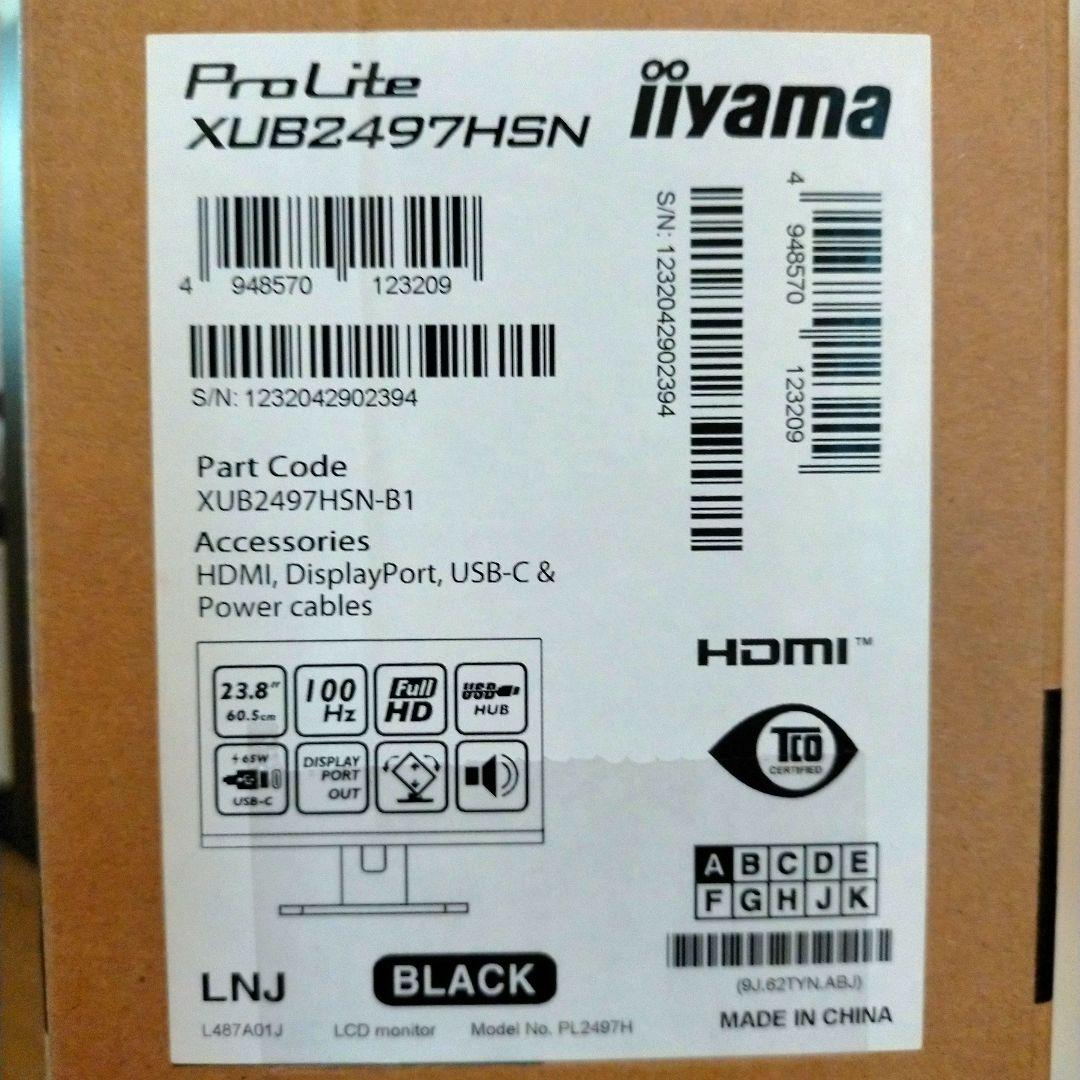 ProLite
XUB2497HSN
iiyama
4 948570 123209
S/N: 1232042902394
S/N: 1232042902394
4 948570 123209
Part Code
XUB2497HSN-B1
Accessories
HDMI, DisplayPort, USB-C &
Power cables
HDMI™
23.8"
60.5cm
100
Hz
Full
HD
USB
HUB
+65W
USB-C
DISPLAY
PORT
OUT
TCO
CERTIFIED
A B C D E
F G H J K
(9J.62TYN.ABJ)
LNJ
BLACK
MADE IN CHINA
L487A01J
LCD monitor
Model No. PL2497H